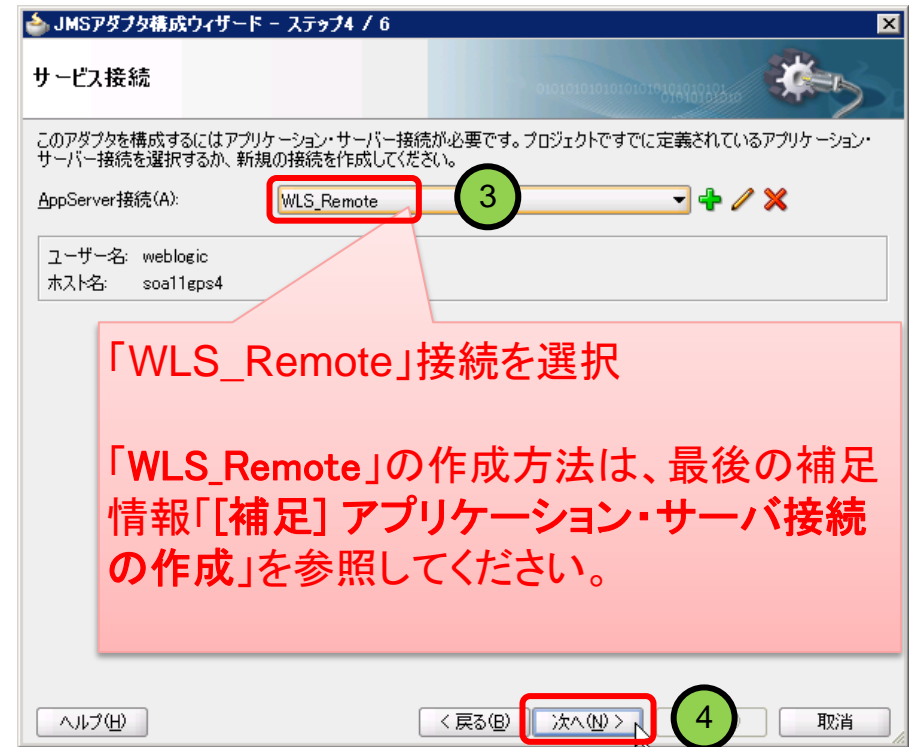 JMSアダプタ構成ウィザード - ステップ4 / 6
サービス接続
このアダプタを構成するにはアプリケーション・サーバー接続が必要です。プロジェクトですでに定義されているアプリケーション・
サーバー接続を選択するか、新規の接続を作成してください。
AppServer接続(A):
WLS_Remote
3
ユーザー名: weblogic
ホスト名: soa11gps4
「WLS_Remote」接続を選択
「WLS_Remote」の作成方法は、最後の補足
情報「[補足] アプリケーション・サーバ接続
の作成」を参照してください。
ヘルプ(H)
< 戻る(B)
次へ(N) >
4
取消